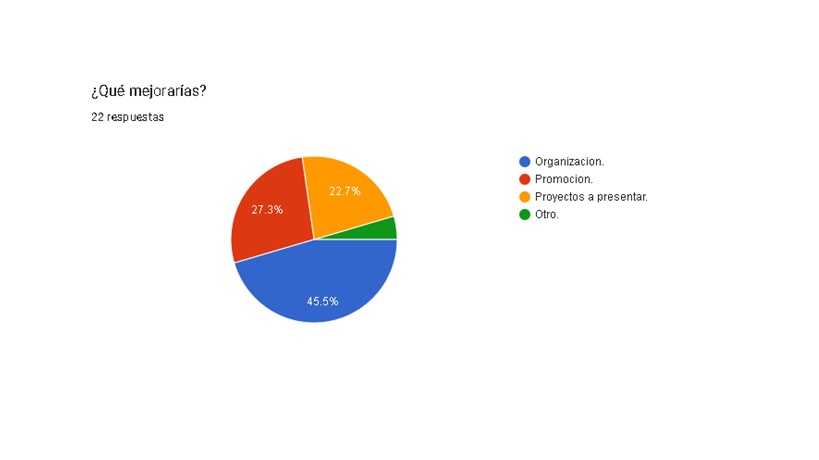 ¿Qué mejorarías?
22 respuestas
Organizacion.
Promocion.
Proyectos a presentar.
Otro.
22.7%
27.3%
45.5%